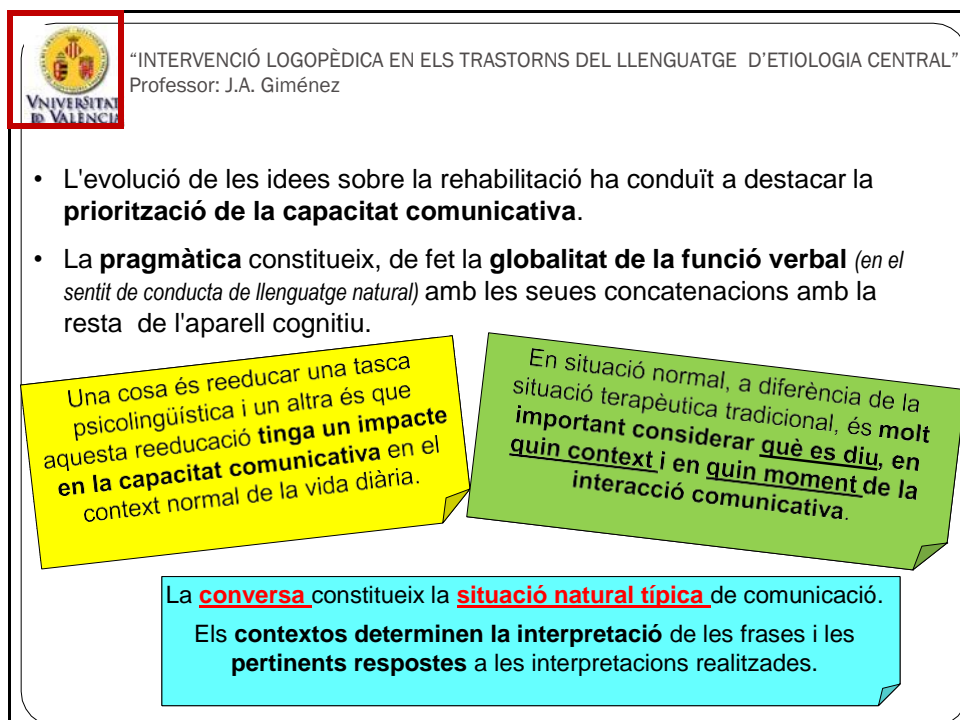 “INTERVENCIÓ LOGOPÈDICA EN ELS TRASTORNS DEL LLENGUATGE D’ETIOLOGIA CENTRAL”
Professor: J.A. Giménez
VNIVERSITAT
ID VALÈNCIA
• L'evolució de les idees sobre la rehabilitació ha conduït a destacar la
priorització de la capacitat comunicativa.
• La pragmàtica constitueix, de fet la globalitat de la funció verbal (en el
sentit de conducta de llenguatge natural) amb les seues concatenacions amb la
resta de l'aparell cognitiu.
Una cosa és reeducar una tasca
psicolingüística i un altra és que
aquesta reeducació tinga un impacte
en la capacitat comunicativa en el
context normal de la vida diària.
En situació normal, a diferència de la
situació terapèutica tradicional, és molt
important considerar què es diu, en
quin context i en quin moment de la
interacció comunicativa.
La conversa constitueix la situació natural típica de comunicació.
Els contextos determinen la interpretació de les frases i les
pertinents respostes a les interpretacions realitzades.